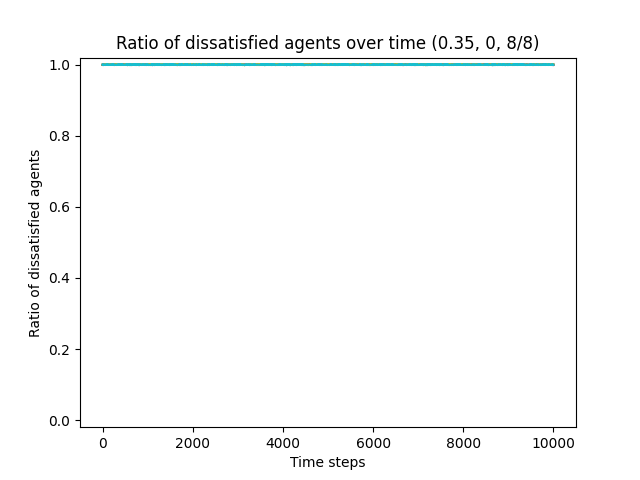 Ratio of dissatisfied agents over time (0.35, 0, 8/8)
1.0
0.8
0.6
0.4
0.2
0.0
Ratio of dissatisfied agents
0 2000 4000 6000 8000 10000
Time steps